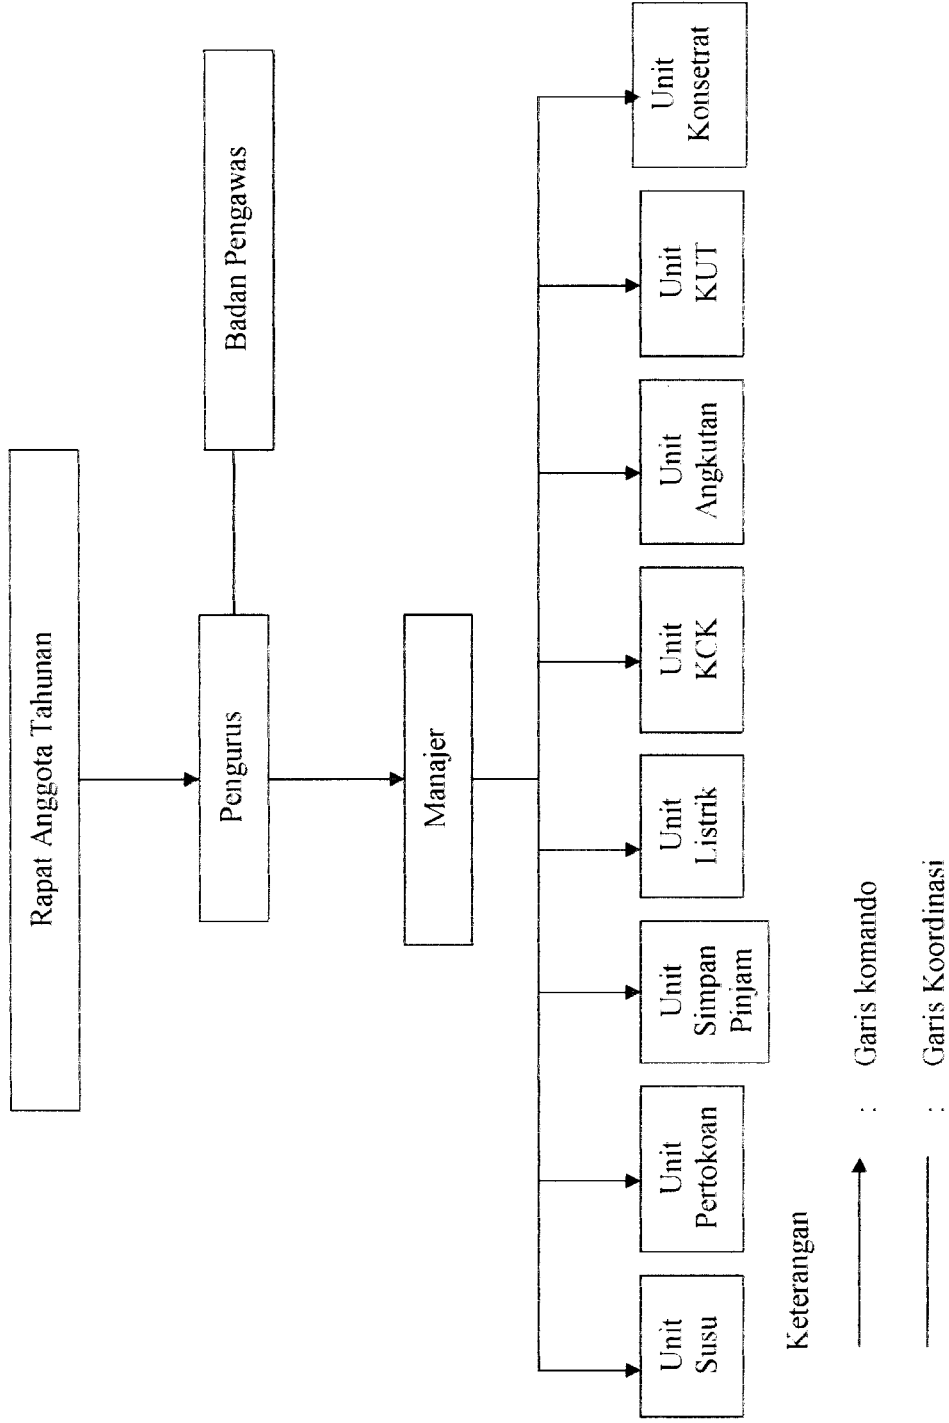 Rapat Anggota Tahunan
Pengurus
Badan Pengawas
Manajer
Unit
Susu
Unit
Pertokoan
Unit
Simpan
Pinjam
Unit
Listrik
Unit
KCK
Unit
Angkutan
Unit
KUT
Unit
Konsetrat
Keterangan
: Garis komando
: Garis Koordinasi